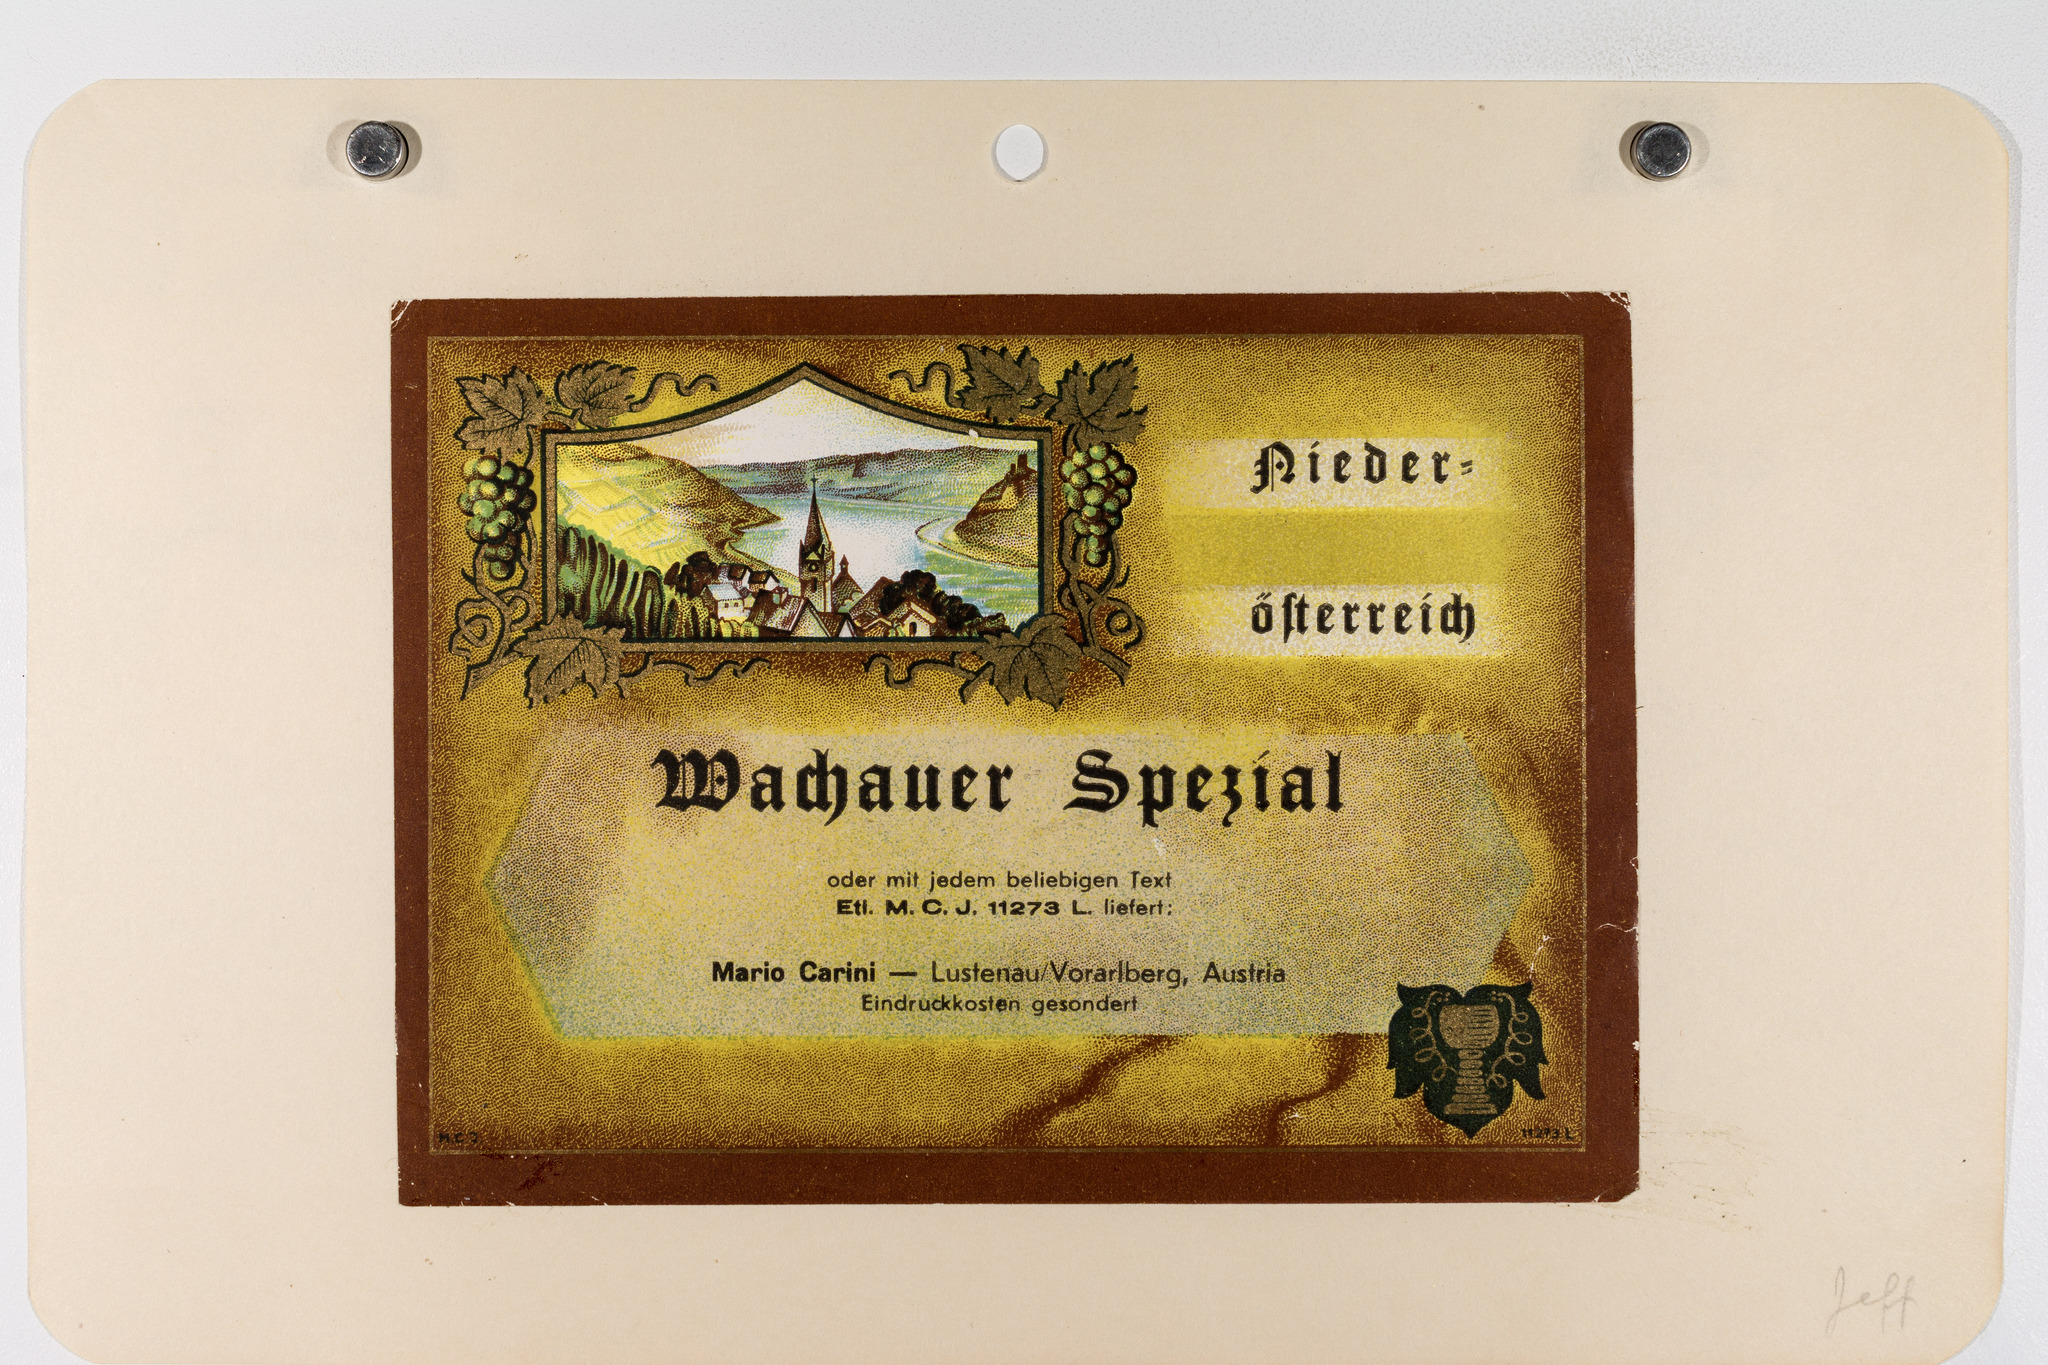 Nieder=
österreich
Wachauer Spezial
oder mit jedem beliebigen Text
Etl. M. C. J. 11273 L. liefert:
Mario Carini — Lustenau/Vorarlberg, Austria
Eindruckkosten gesondert
M C J
11273 L
Jeff